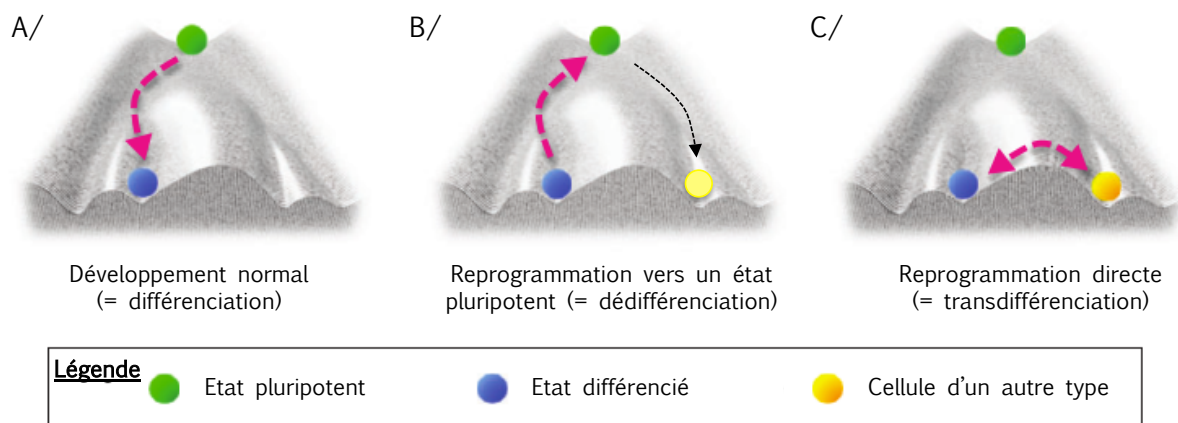 A/
B/
C/
Développement normal
(= différenciation)
Reprogrammation vers un état
pluripotent (= dédifférenciation)
Reprogrammation directe
(= transdifférenciation)
Légende
Etat pluripotent
Etat différencié
Cellule d'un autre type